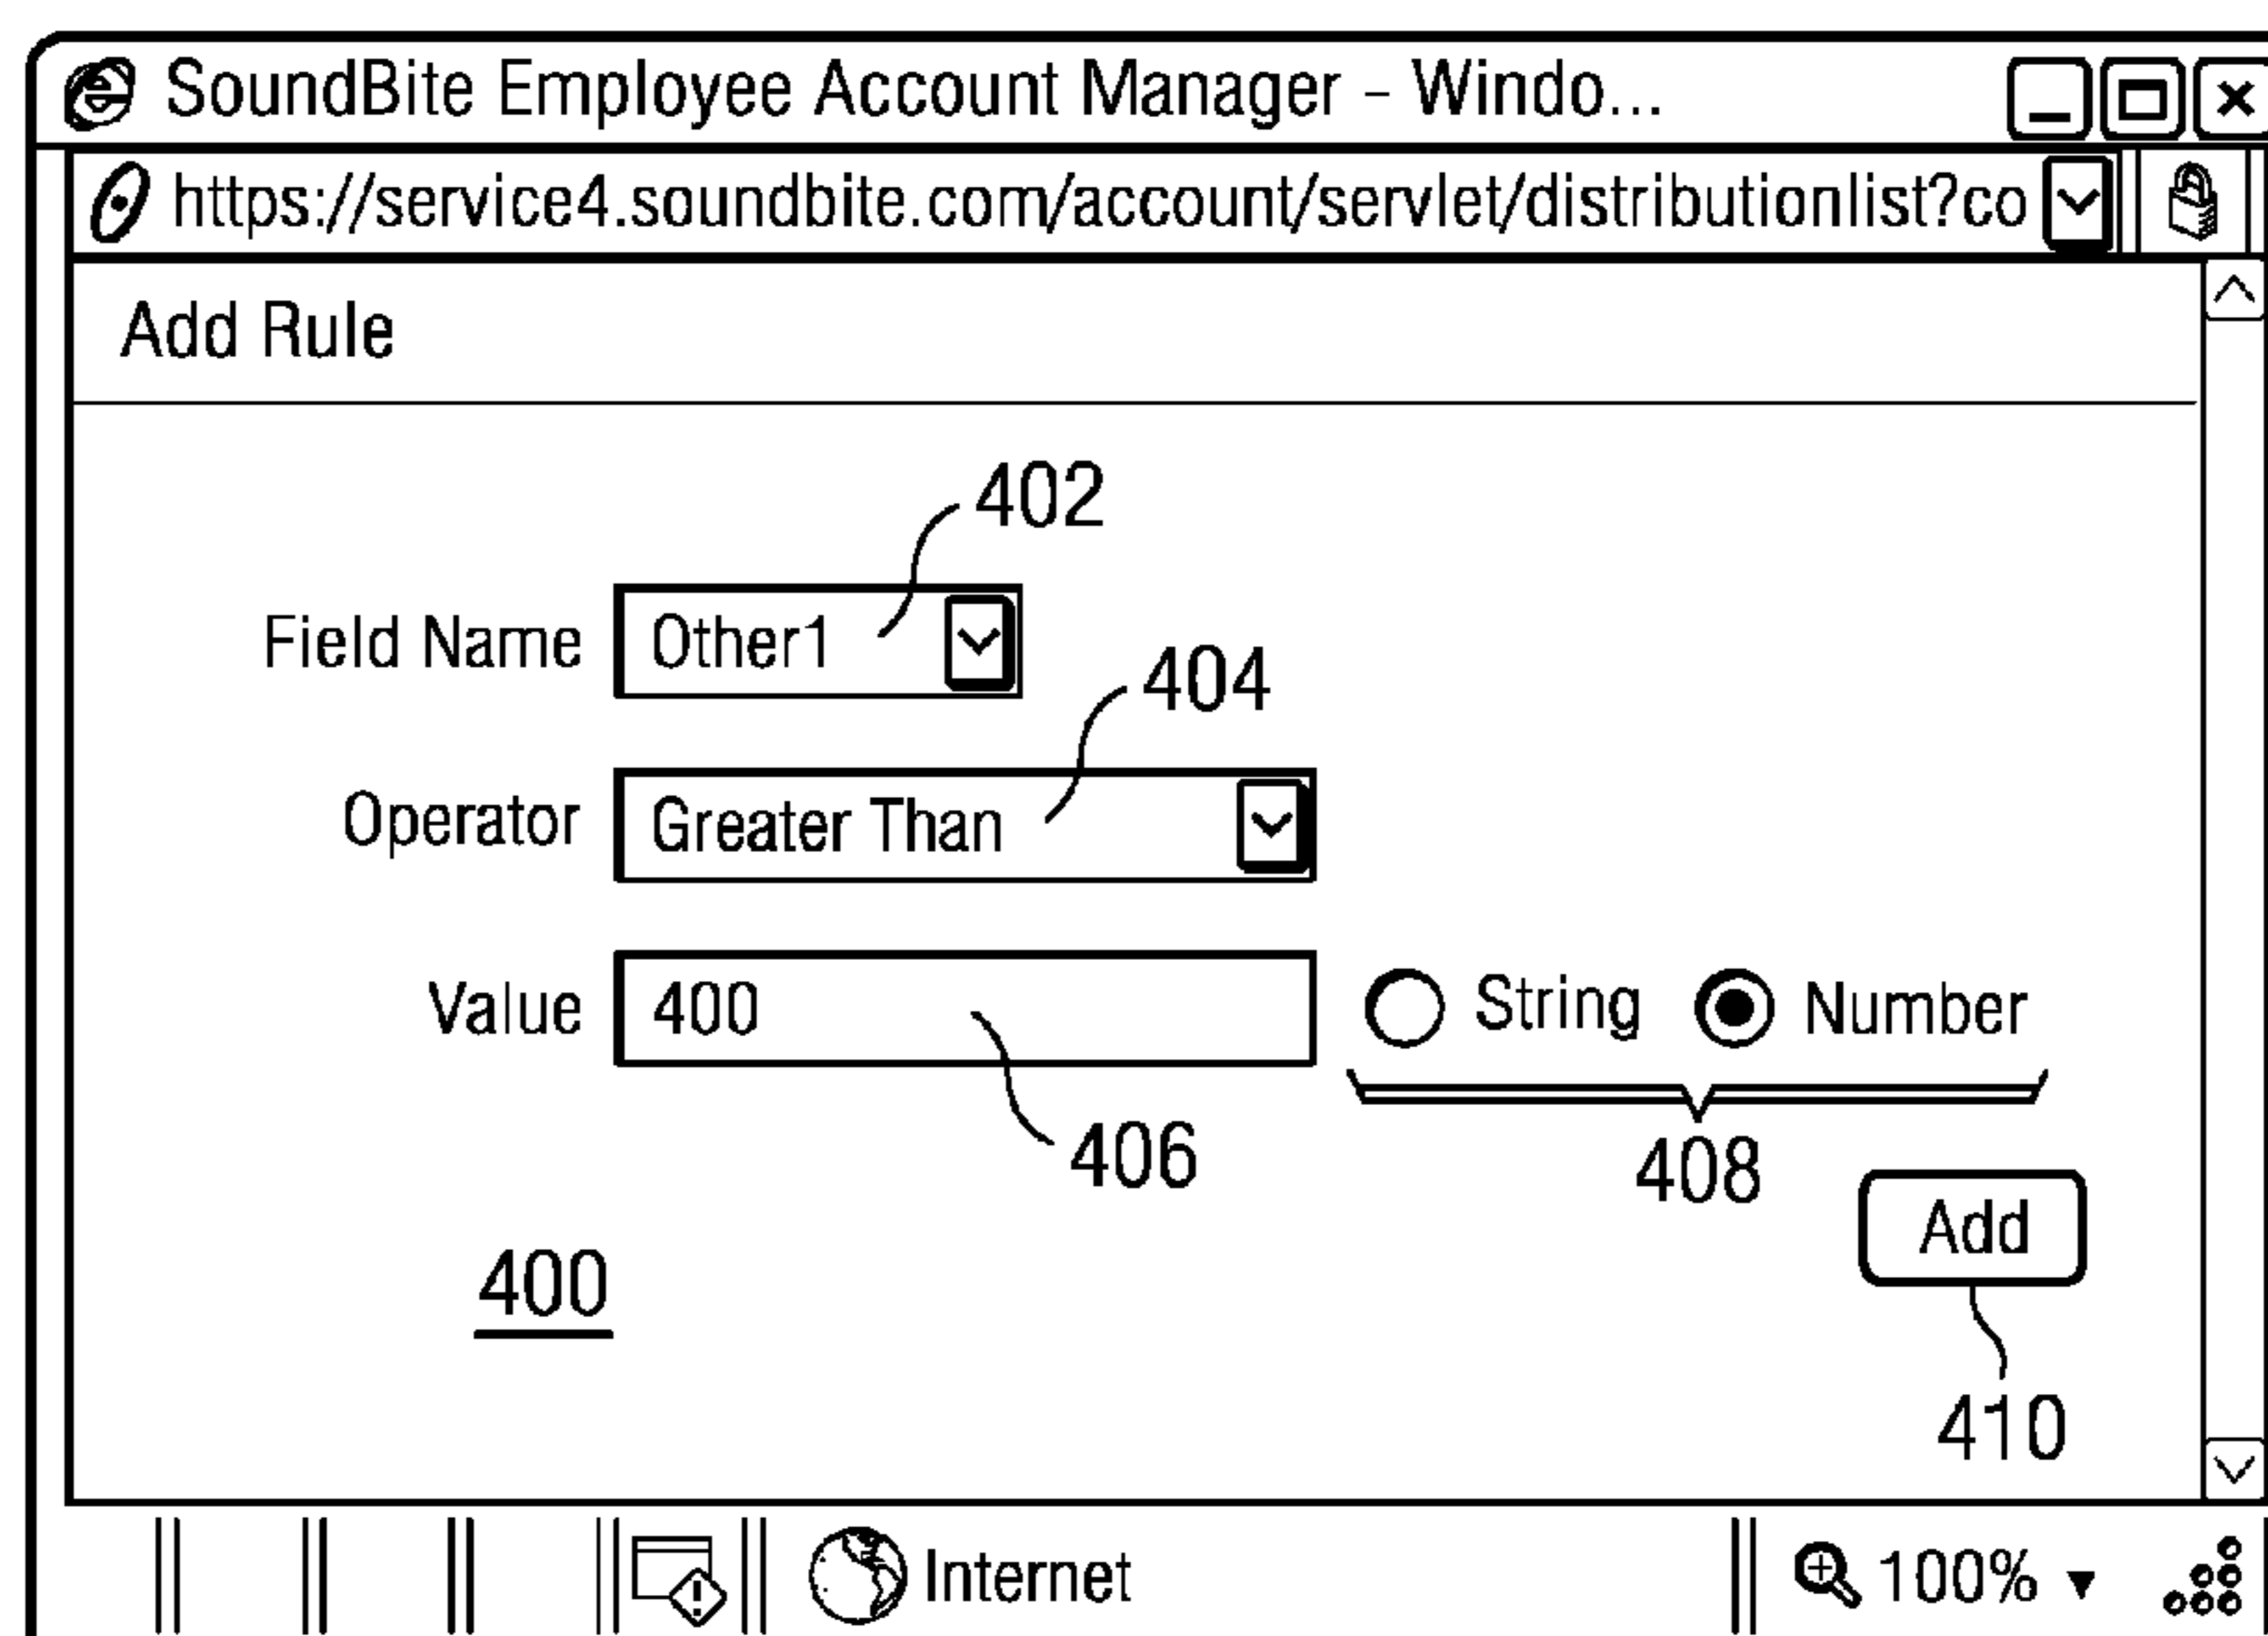 SoundBite Employee Account Manager - Windo...
https://service4.soundbite.com/account/servlet/distributionlist?co
Add Rule
402
Field Name Other1
404
Operator Greater Than
Value 400 String Number
406
408
Add
400
410
Internet 100%